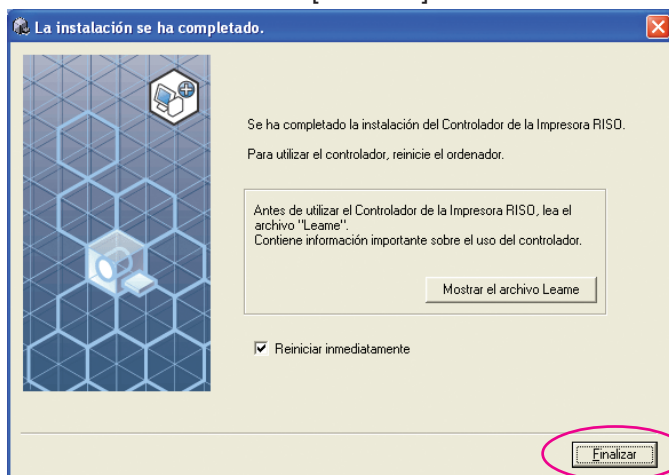 La instalación se ha completado.
Se ha completado la instalación del Controlador de la Impresora RISO.
Para utilizar el controlador, reinicie el ordenador.
Antes de utilizar el Controlador de la Impresora RISO, lea el
archivo "Leame".
Contiene información importante sobre el uso del controlador.
Mostrar el archivo Leame
Reiniciar inmediatamente
Finalizar